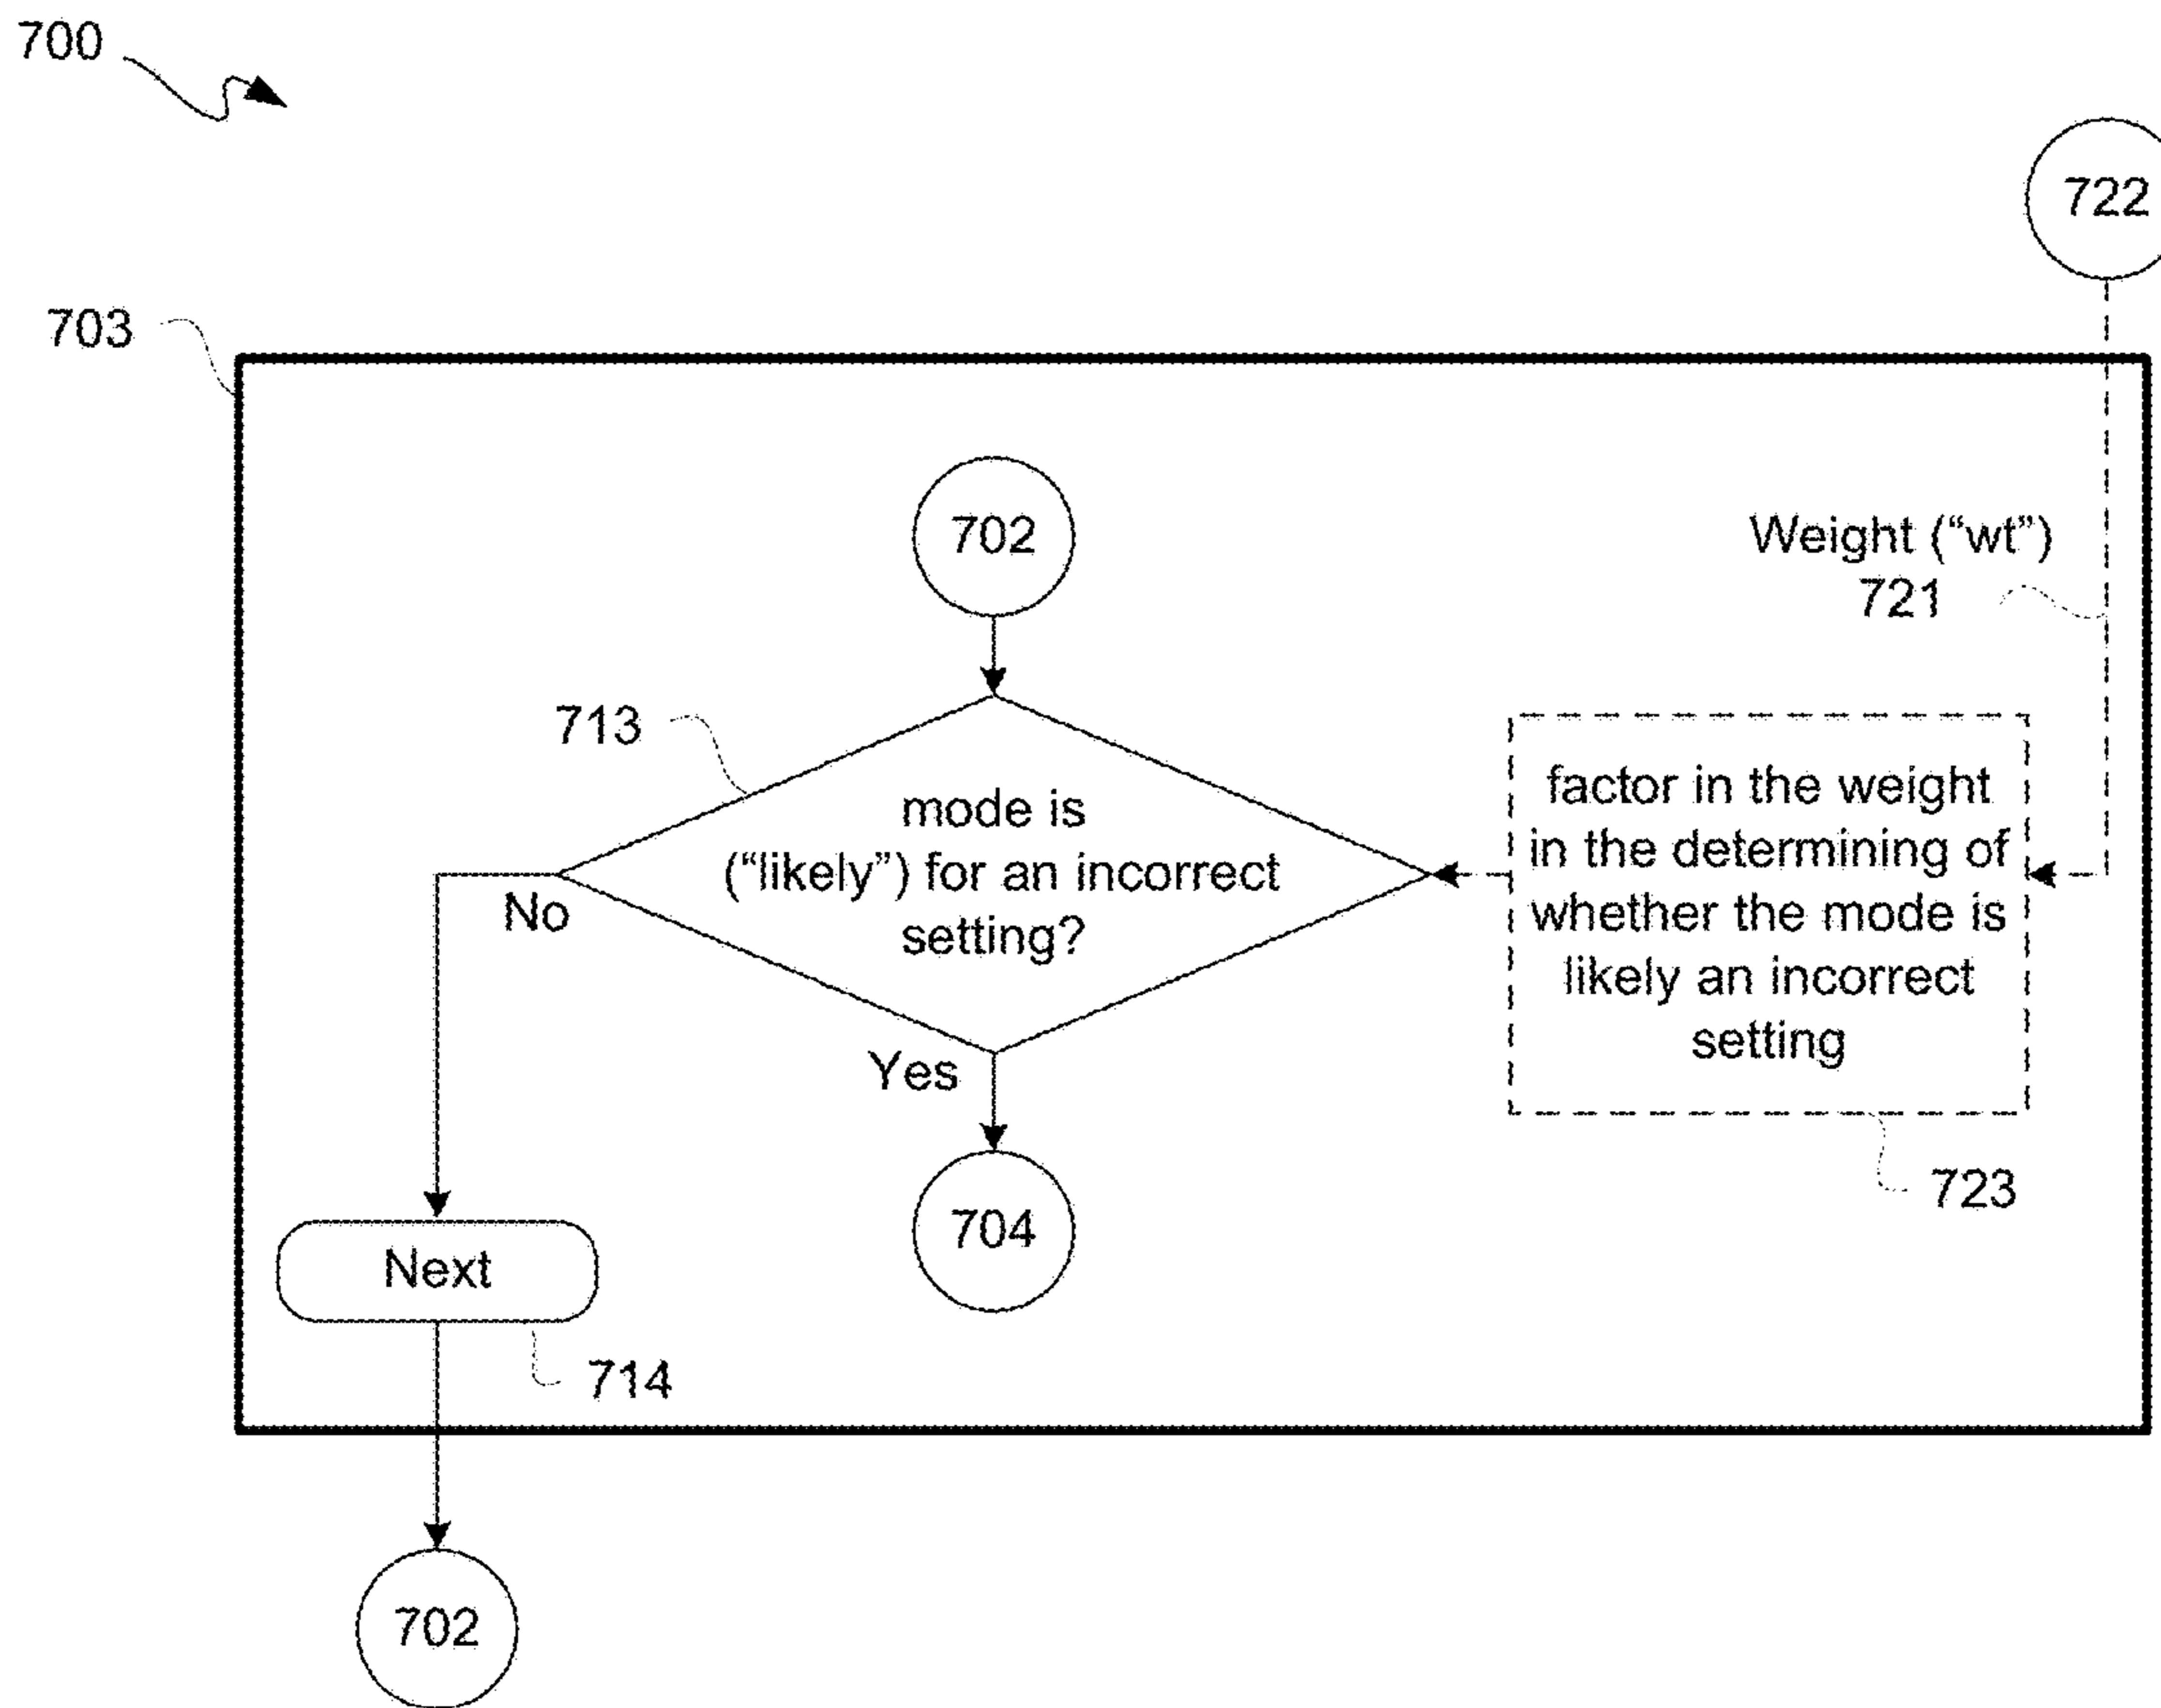 700
722
703
702
Weight (“wt”)
721
713
mode is
(“likely”) for an incorrect
setting?
factor in the weight
in the determining of
whether the mode is
likely an incorrect
setting
No
Yes
723
704
Next
714
702